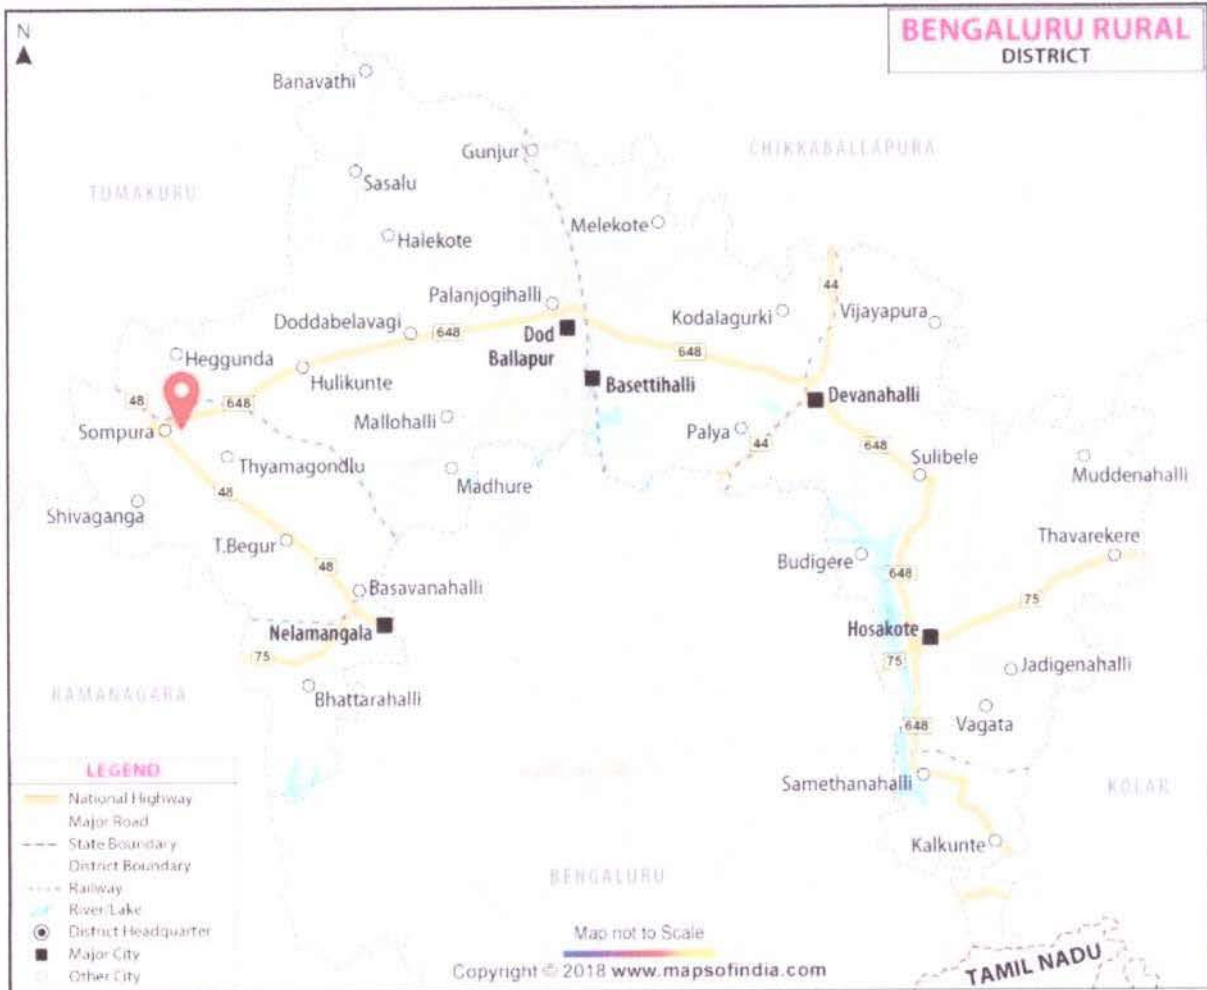 N
BENGALURU RURAL
DISTRICT
Banavathi
Gunjur
CHIKKABALLAPURA
Sasalu
TUMAKURU
Melekote
Halekote
44
Palanjogihalli
Kodalagurki
Vijayapura
Doddabelavagi
648
Dod
Ballapur
648
Heggunda
Hulikunte
Basettihalli
Devanahalli
48
648
Mallohalli
Palya
44
648
Sompura
Thyamagondlu
Madhure
Sulibele
Muddenahalli
48
Shivaganga
T.Begur
Thavarekere
48
Budigere
648
Basavanahalli
75
Nelamangala
Hosakote
75
75
Jadigenahalli
RAMANAGARA
Bhattarahalli
Vagata
648
Samethanahalli
KOLAR
Kalkunte
BENGALURU
LEGEND
National Highway
Major Road
State Boundary
District Boundary
Railway
River/Lake
District Headquarter
Major City
Other City
Map not to Scale
Copyright © 2018 www.mapsofindia.com
TAMIL NADU